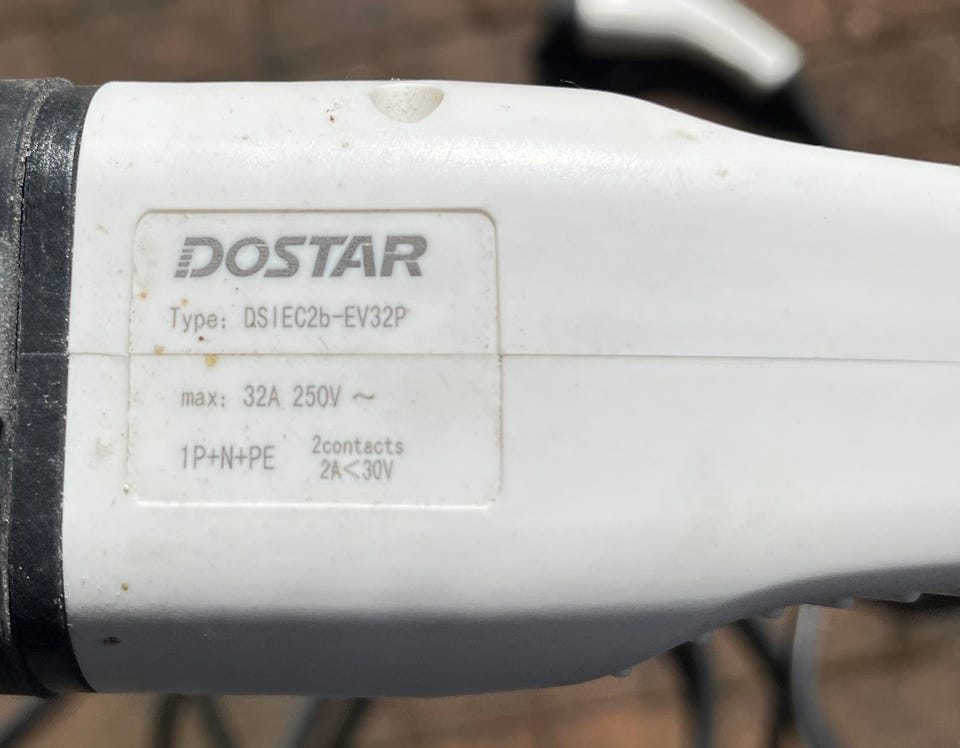 DOSTAR
Type: DSIEC2b-EV32P
max: 32A 250V ~
1P+N+PE
2contacts
2A<30V